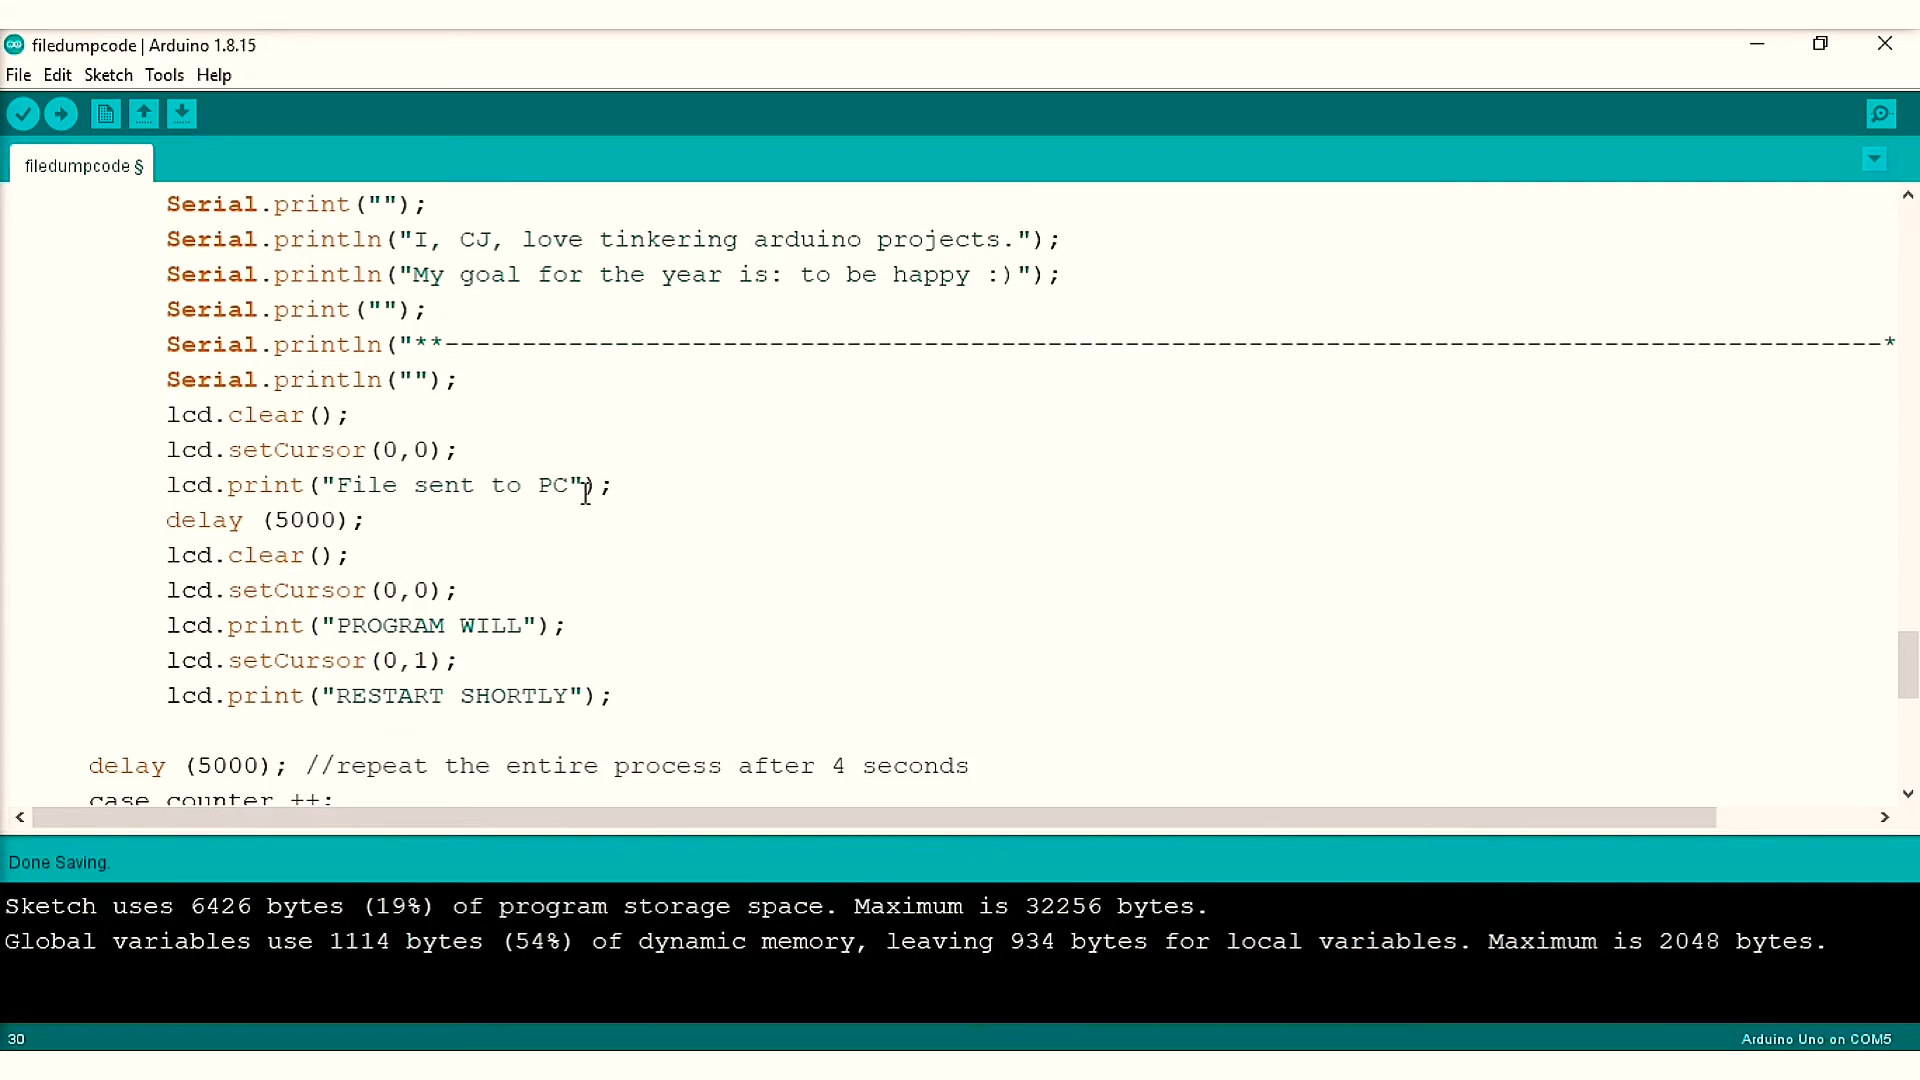 filedumpcode | Arduino 1.8.15
File Edit Sketch Tools Help
filedumpcode §
Serial.print("");
Serial.println("I, CJ, love tinkering arduino projects.");
Serial.println("My goal for the year is: to be happy :)");
Serial.print("");
Serial.println("**----------------------------------------------------------------------------------------------*
Serial.println("");
lcd.clear();
lcd.setCursor(0,0);
lcd.print("File sent to PC");
delay (5000);
lcd.clear();
lcd.setCursor(0,0);
lcd.print("PROGRAM WILL");
lcd.setCursor(0,1);
lcd.print("RESTART SHORTLY");
delay (5000); //repeat the entire process after 4 seconds
case counter ++;
Done Saving.
Sketch uses 6426 bytes (19%) of program storage space. Maximum is 32256 bytes.
Global variables use 1114 bytes (54%) of dynamic memory, leaving 934 bytes for local variables. Maximum is 2048 bytes.
30
Arduino Uno on COM5